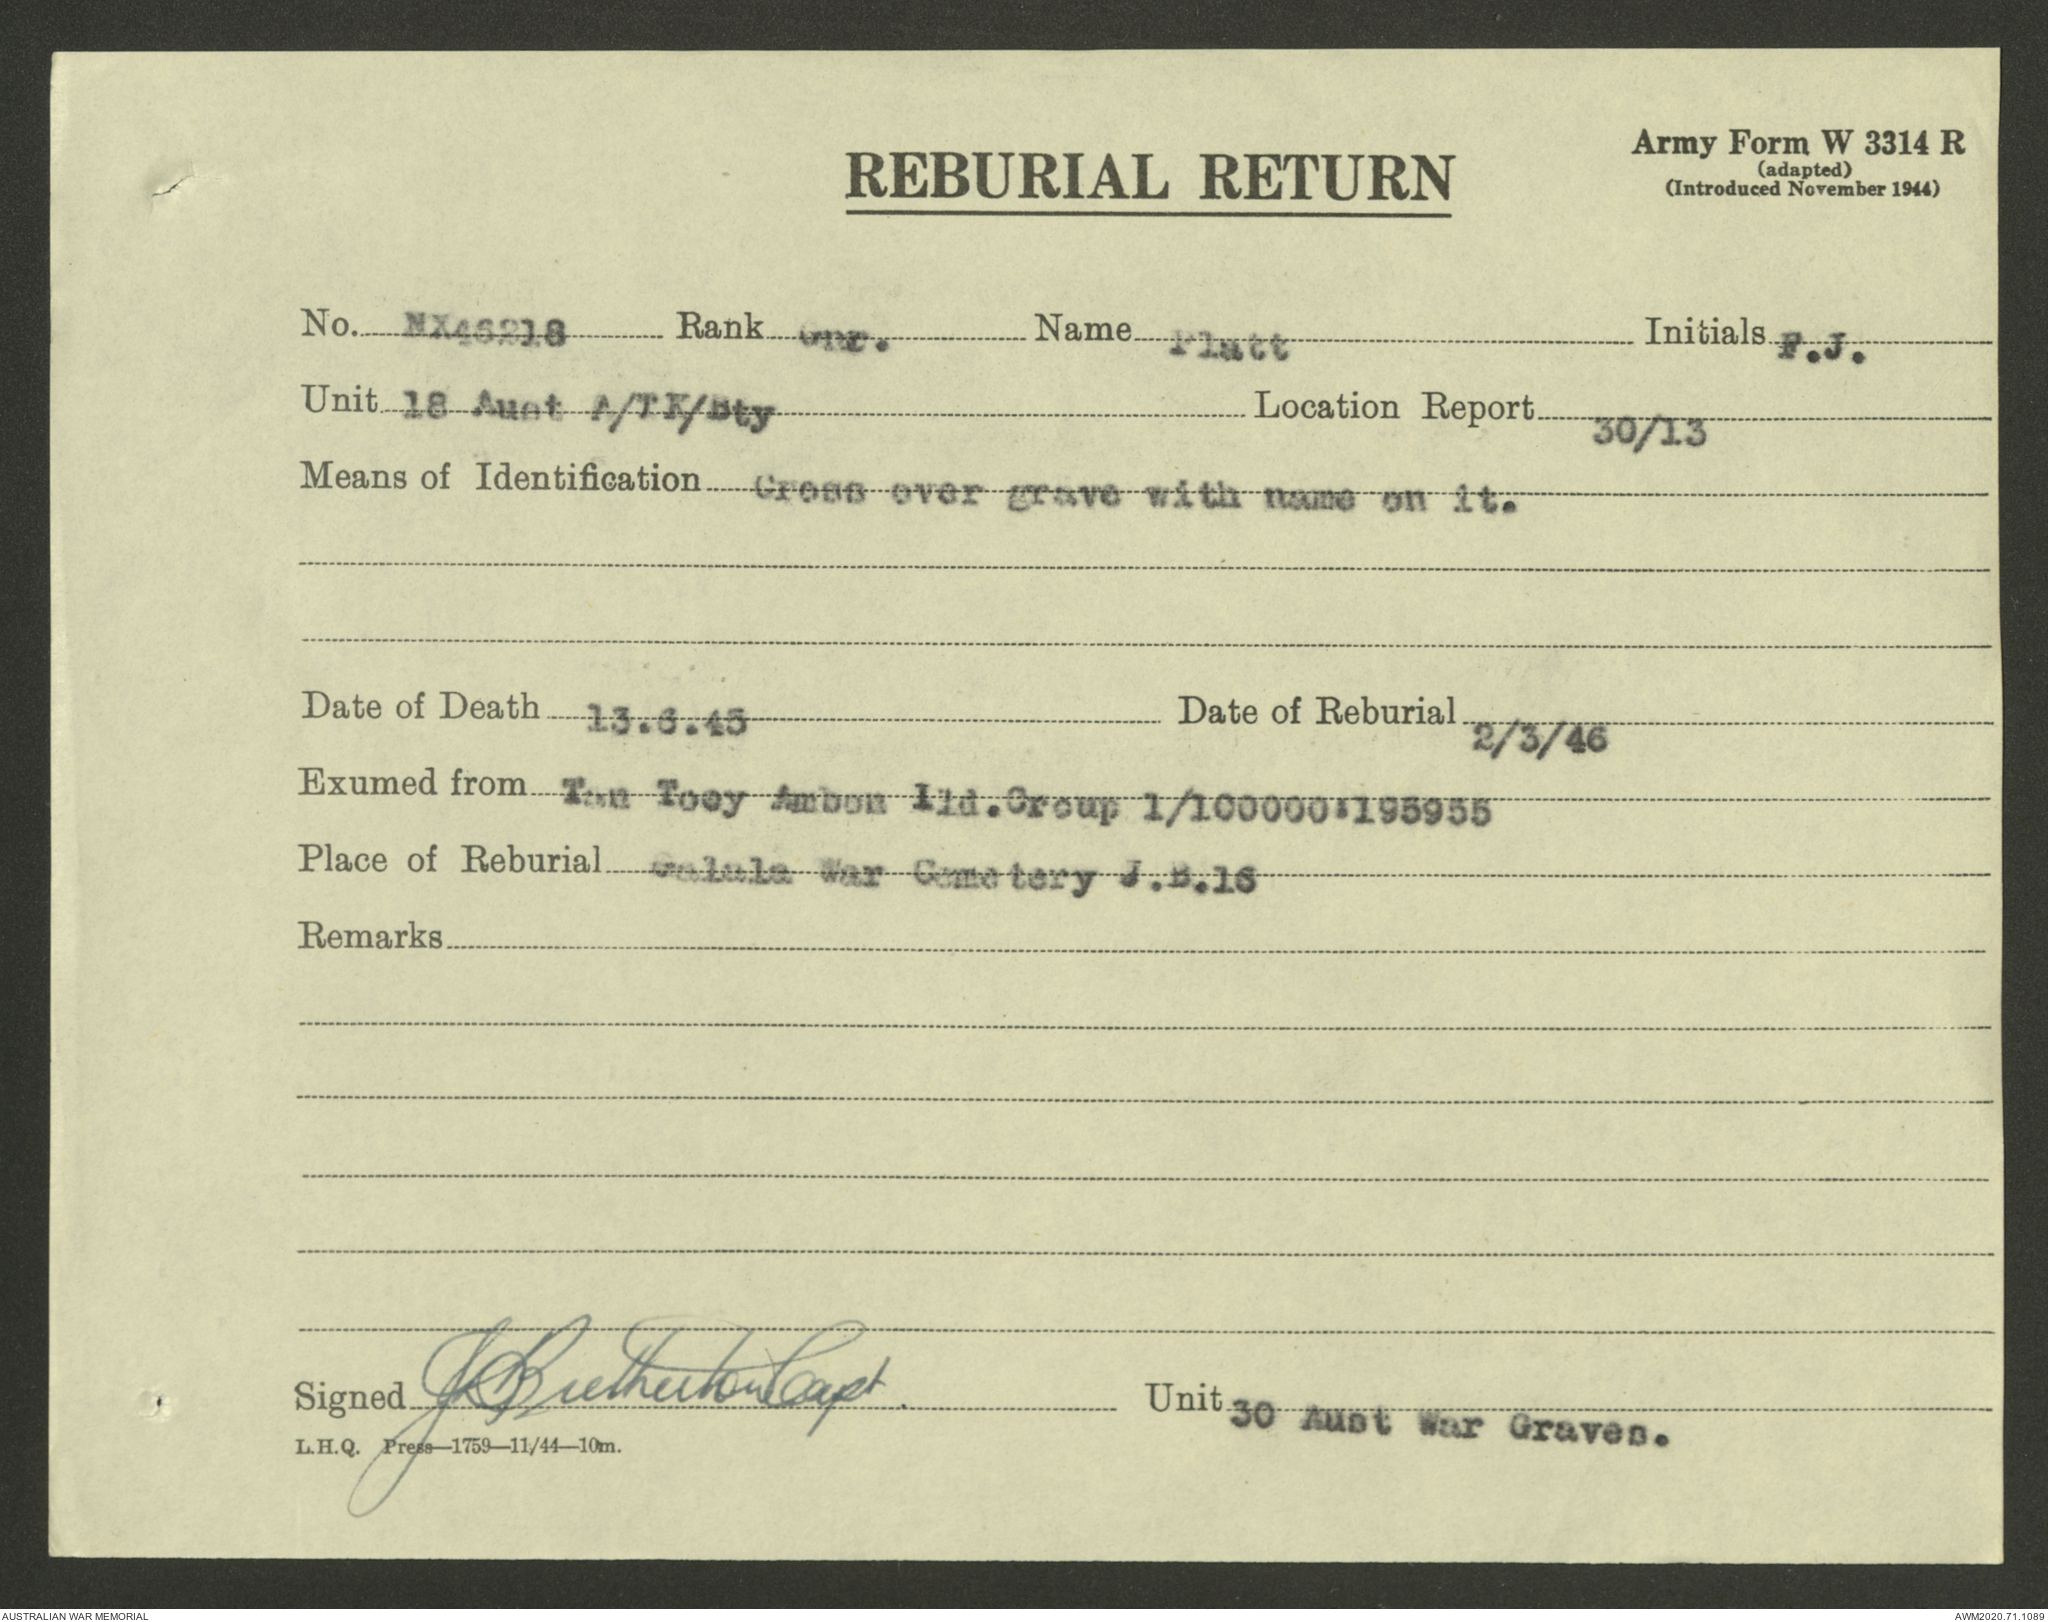 Army Form W 3314 R
(adapted)
(Introduced November 1944)
REBURIAL RETURN
No. NX46218 Rank Gnr. Name Platt Initials F.J.
Unit 18 Aust A/TK/Bty Location Report 30/13
Means of Identification Cross over grave with name on it.
Date of Death 13.6.45 Date of Reburial 2/3/46
Exumed from Tan Toey Ambon Ild.Group 1/100000:195955
Place of Reburial Galala War Cemetery J.B.16
Remarks
Signed Bretherton Capt. Unit 30 Aust War Graves.
L.H.Q. Press—1759—11/44—10m.
AUSTRALIAN WAR MEMORIAL AWM2020.71.1089